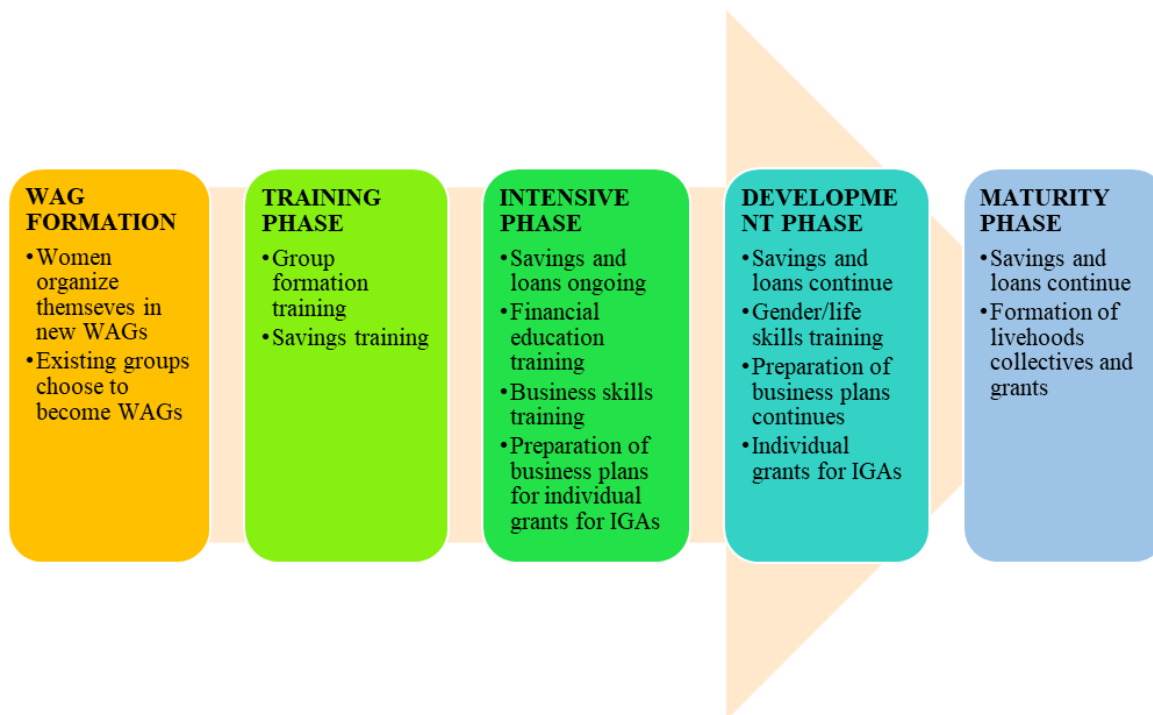 WAG
FORMATION
•Women
organize
themseves in
new WAGs
•Existing groups
choose to
become WAGs
TRAINING
PHASE
•Group
formation
training
•Savings training
INTENSIVE
PHASE
•Savings and
loans ongoing
•Financial
education
training
•Business skills
training
•Preparation of
business plans
for individual
grants for IGAs
DEVELOPME
NT PHASE
•Savings and
loans continue
•Gender/life
skills training
•Preparation of
business plans
continues
•Individual
grants for IGAs
MATURITY
PHASE
•Savings and
loans continue
•Formation of
livehoods
collectives and
grants